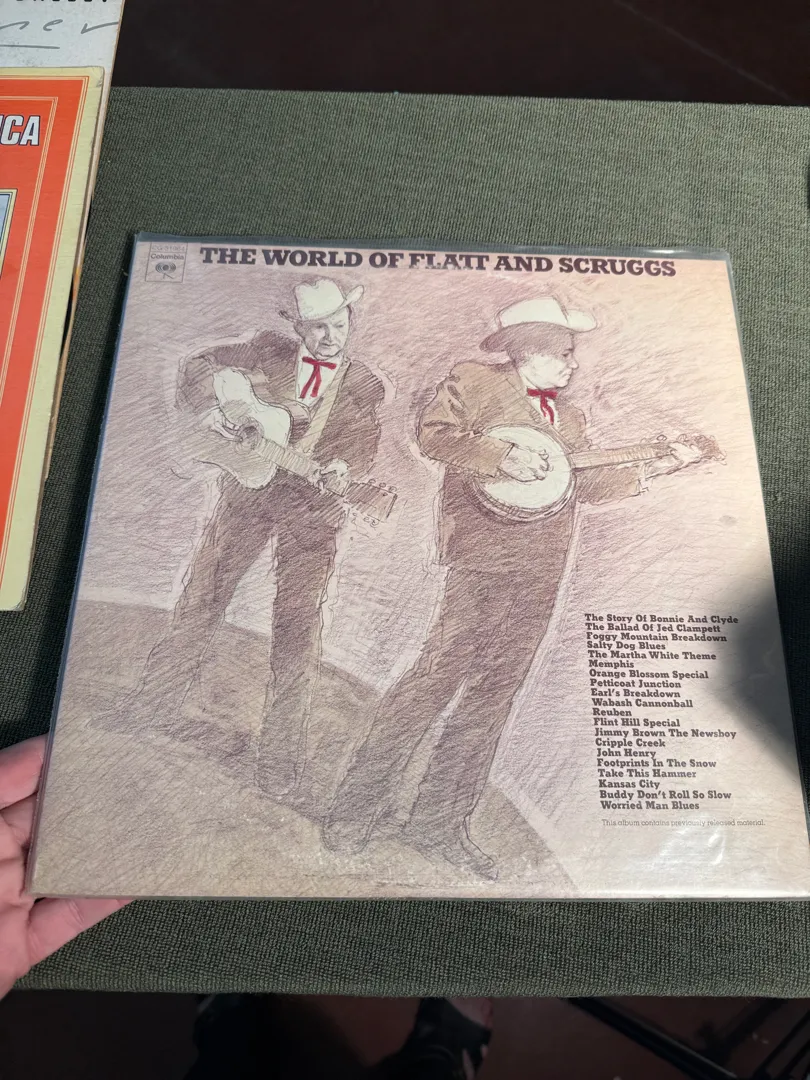 ICA
Columbia
THE WORLD OF FLATT AND SCRUGGS
The Story Of Bonnie And Clyde
The Ballad Of Jed Clampett
Foggy Mountain Breakdown
Salty Dog Blues
The Martha White Theme
Memphis
Orange Blossom Special
Petticoat Junction
Earl's Breakdown
Wabash Cannonball
Reuben
Flint Hill Special
Jimmy Brown The Newsboy
Cripple Creek
John Henry
Footprints In The Snow
Take This Hammer
Kansas City
Buddy Don't Roll So Slow
Worried Man Blues
This album contains previously released material.